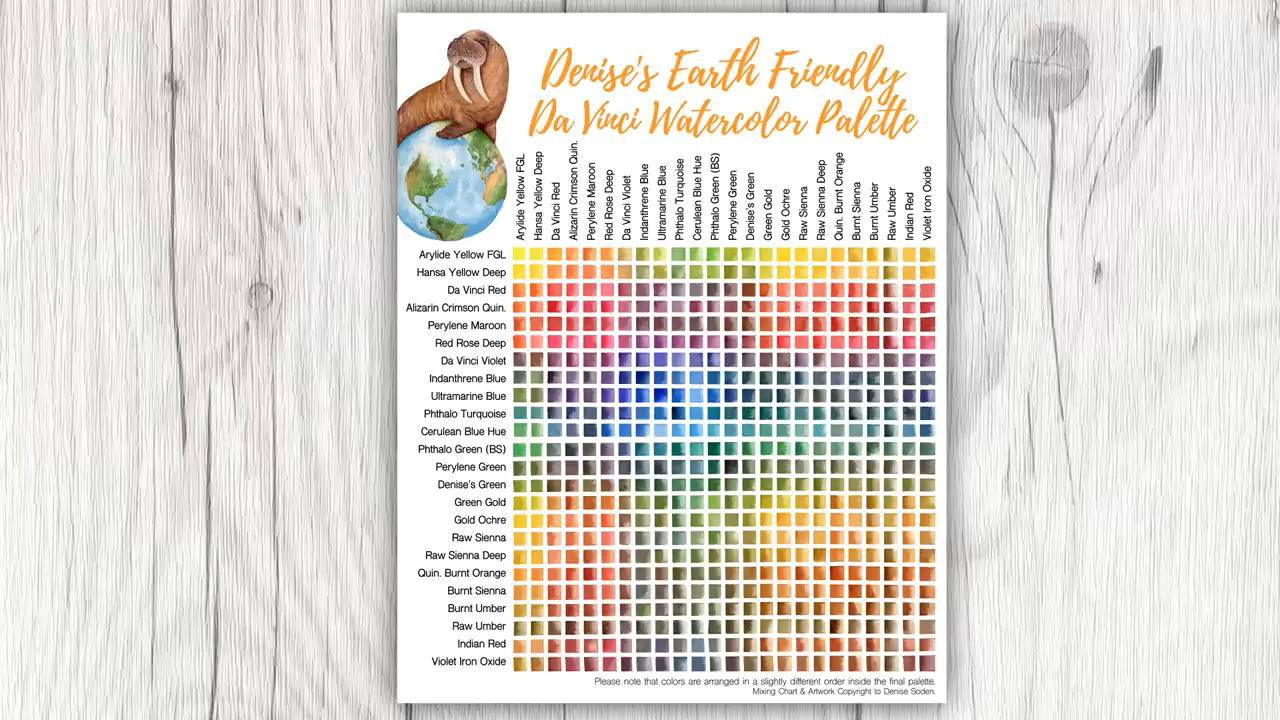 Denise's Earth Friendly
Da Vinci Watercolor Palette
Arylide Yellow FGL
Hansa Yellow Deep
Da Vinci Red
Alizarin Crimson Quin.
Perylene Maroon
Red Rose Deep
Da Vinci Violet
Indanthrene Blue
Ultramarine Blue
Phthalo Turquoise
Cerulean Blue Hue
Phthalo Green (BS)
Perylene Green
Denise's Green
Green Gold
Gold Ochre
Raw Sienna
Raw Sienna Deep
Quin. Burnt Orange
Burnt Sienna
Burnt Umber
Raw Umber
Indian Red
Violet Iron Oxide
Arylide Yellow FGL
Hansa Yellow Deep
Da Vinci Red
Alizarin Crimson Quin.
Perylene Maroon
Red Rose Deep
Da Vinci Violet
Indanthrene Blue
Ultramarine Blue
Phthalo Turquoise
Cerulean Blue Hue
Phthalo Green (BS)
Perylene Green
Denise's Green
Green Gold
Gold Ochre
Raw Sienna
Raw Sienna Deep
Quin. Burnt Orange
Burnt Sienna
Burnt Umber
Raw Umber
Indian Red
Violet Iron Oxide
Please note that colors are arranged in a slightly different order inside the final palette.
Mixing Chart & Artwork Copyright to Denise Soden.